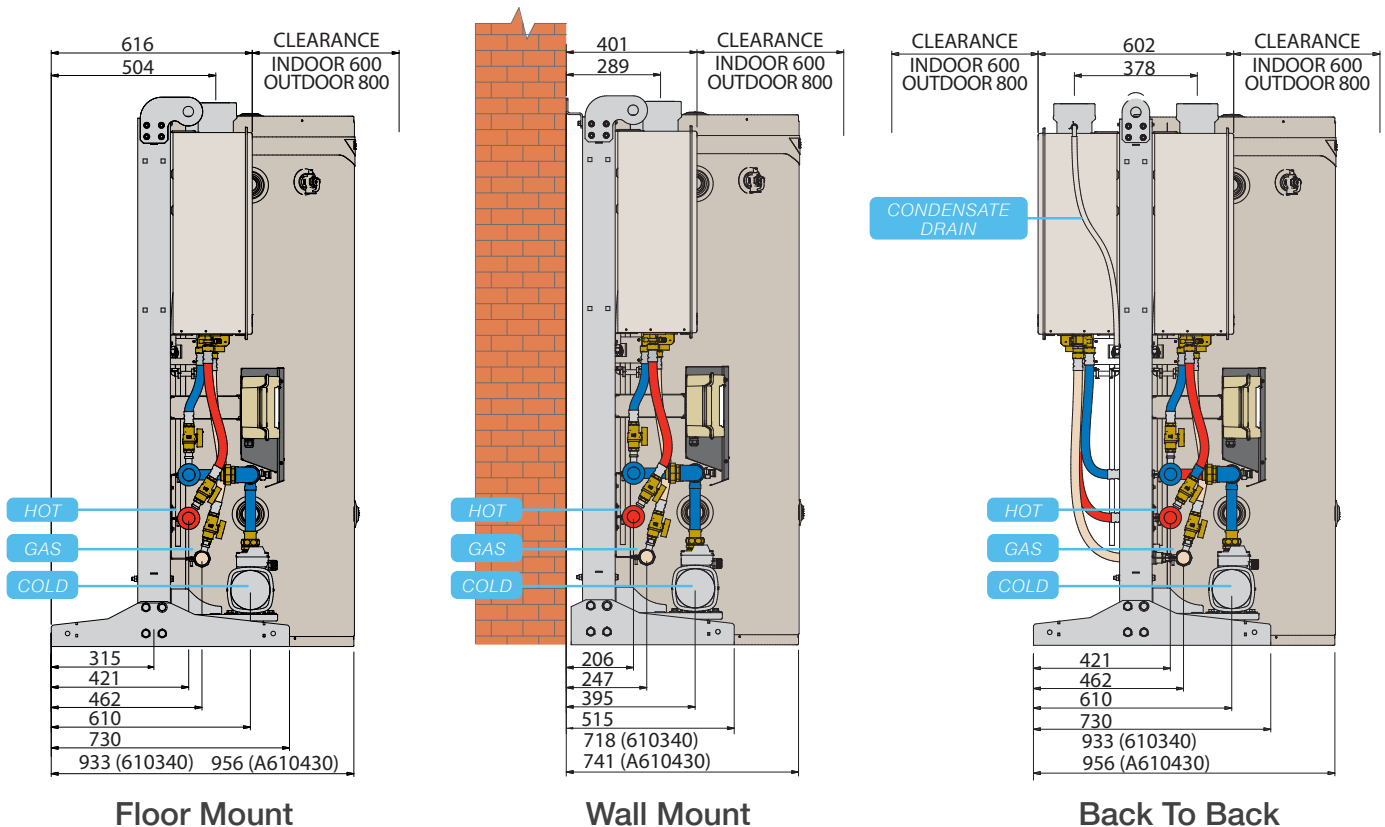 616
CLEARANCE
504
INDOOR 600
OUTDOOR 800
HOT
GAS
COLD
315
421
462
610
730
933 (610340) 956 (A610430)
Floor Mount
401
CLEARANCE
289
INDOOR 600
OUTDOOR 800
HOT
GAS
COLD
206
247
395
515
718 (610340)
741 (A610430)
Wall Mount
CLEARANCE
602
CLEARANCE
INDOOR 600
OUTDOOR 800
378
INDOOR 600
OUTDOOR 800
CONDENSATE
DRAIN
HOT
GAS
COLD
421
462
610
730
933 (610340)
956 (A610430)
Back To Back